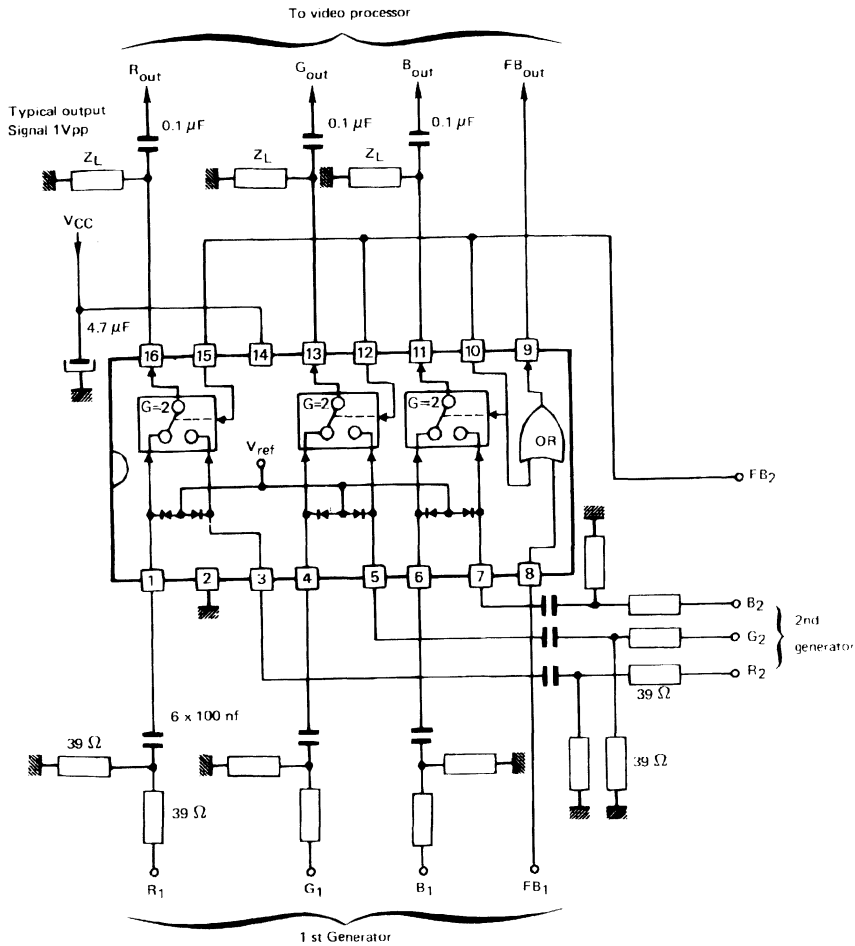 To video processor
Rout
Gout
Bout
FBout
Typical output
Signal 1Vpp
0.1 µF
0.1 µF
0.1 µF
ZL
ZL
ZL
VCC
4.7 µF
16
15
14
13
12
11
10
9
G=2
G=2
G=2
OR
Vref
FB2
1
2
3
4
5
6
7
8
B2
G2
R2
2nd
generator
39 Ω
6 x 100 nf
39 Ω
39 Ω
39 Ω
R1
G1
B1
FB1
1 st Generator